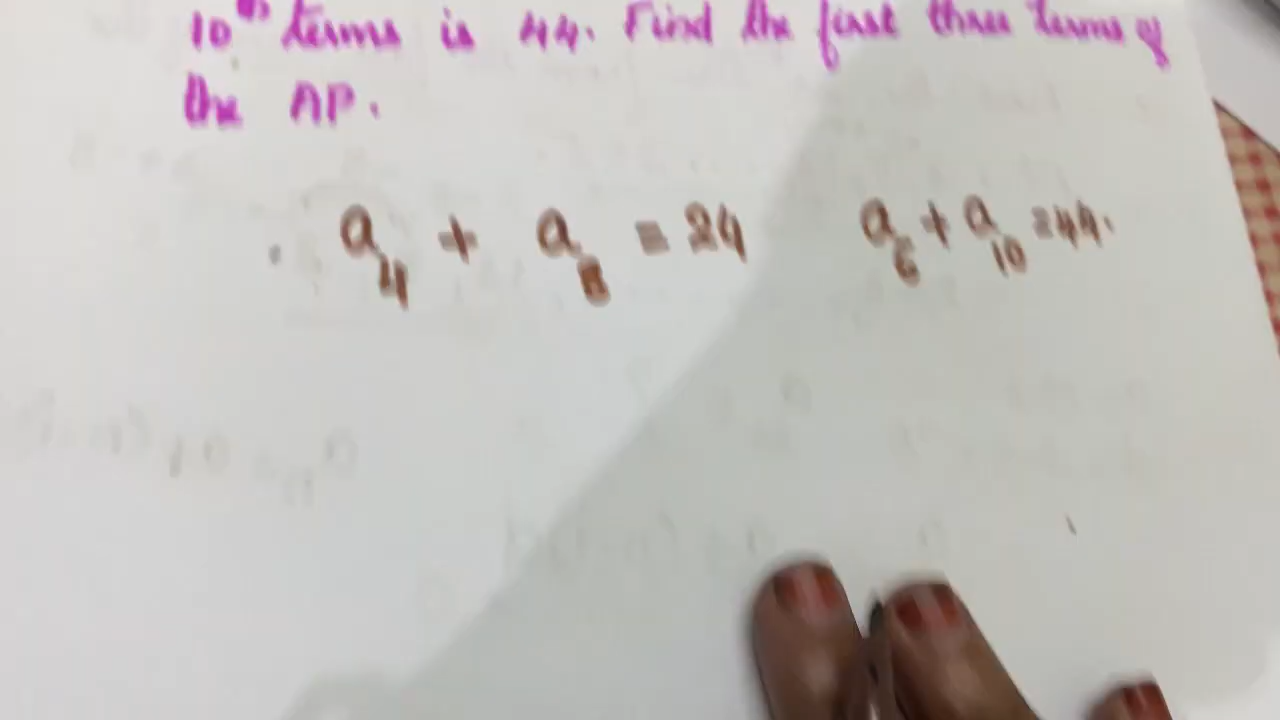 10th terms is 44. Find the first three terms of
the AP.
a4 + a8 = 24 a6 + a10 = 44.